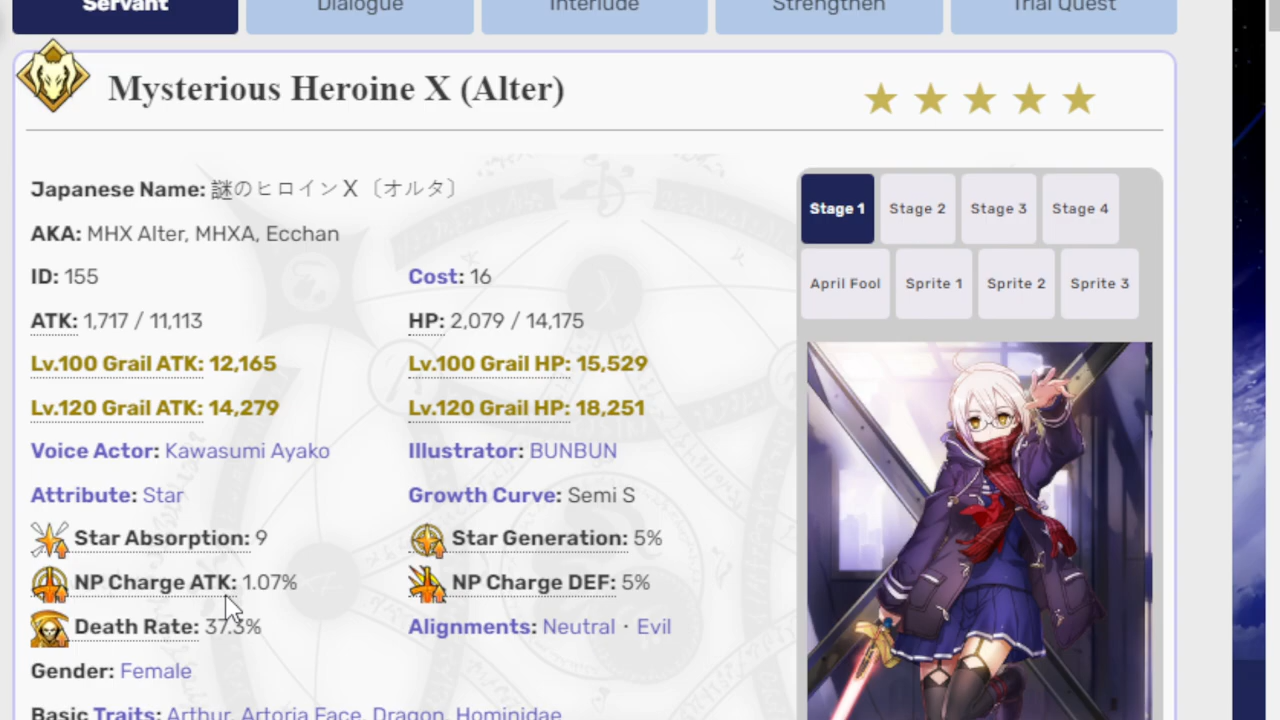 Servant Dialogue Interlude Strengthen Trial Quest
Mysterious Heroine X (Alter)
Japanese Name: 謎のヒロインX〔オルタ〕
AKA: MHX Alter, MHXA, Ecchan
ID: 155 Cost: 16
ATK: 1,717 / 11,113 HP: 2,079 / 14,175
Lv.100 Grail ATK: 12,165 Lv.100 Grail HP: 15,529
Lv.120 Grail ATK: 14,279 Lv.120 Grail HP: 18,251
Voice Actor: Kawasumi Ayako Illustrator: BUNBUN
Attribute: Star Growth Curve: Semi S
Star Absorption: 9 Star Generation: 5%
NP Charge ATK: 1.07% NP Charge DEF: 5%
Death Rate: 37.3% Alignments: Neutral · Evil
Gender: Female
Basic Traits: Arthur, Artoria Face, Dragon, Hominidae
Stage 1 Stage 2 Stage 3 Stage 4
April Fool Sprite 1 Sprite 2 Sprite 3